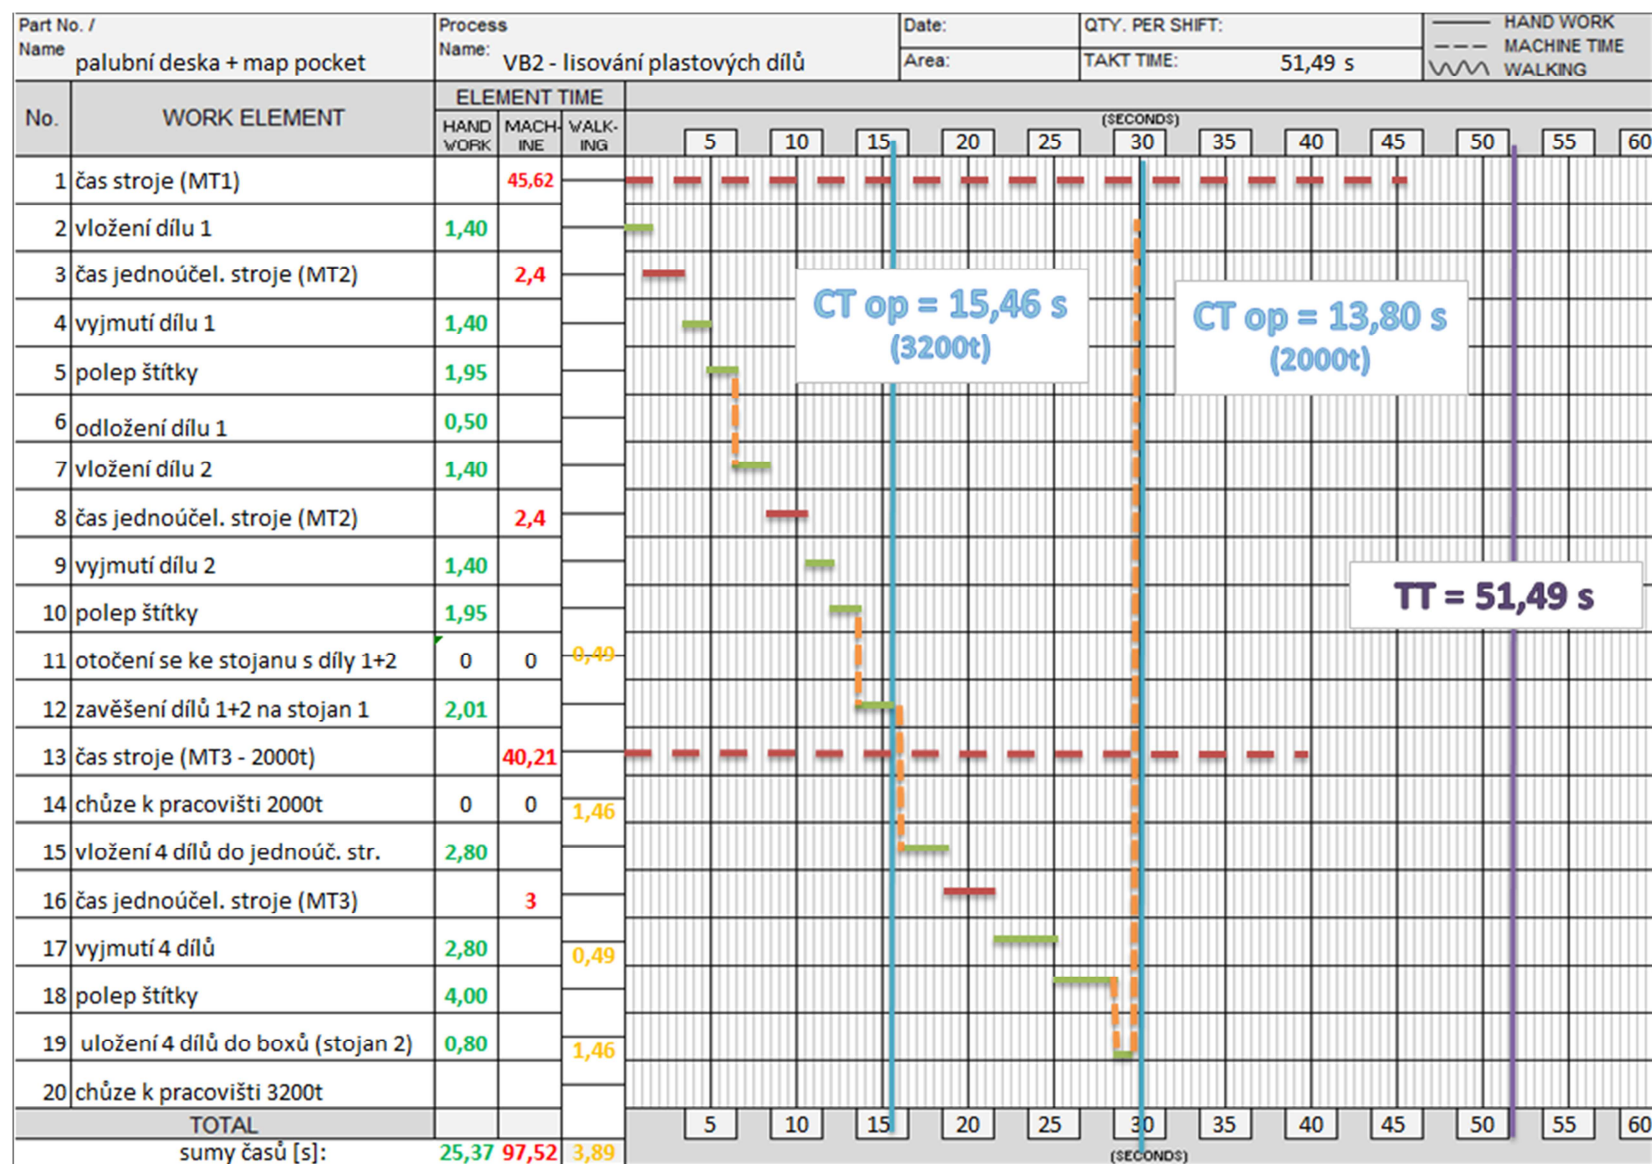 Part No. / Name palubní deska + map pocket
Process Name: VB2 - lisování plastových dílů
Date:
Area:
QTY. PER SHIFT:
TAKT TIME: 51,49 s
HAND WORK
MACHINE TIME
WALKING
No. WORK ELEMENT ELEMENT TIME
HAND WORK MACH-INE WALK-ING
(SECONDS)
5 10 15 20 25 30 35 40 45 50 55 60
1 čas stroje (MT1) 45,62
2 vložení dílu 1 1,40
3 čas jednoúčel. stroje (MT2) 2,4
4 vyjmutí dílu 1 1,40
5 polep štítky 1,95
6 odložení dílu 1 0,50
7 vložení dílu 2 1,40
8 čas jednoúčel. stroje (MT2) 2,4
9 vyjmutí dílu 2 1,40
10 polep štítky 1,95
11 otočení se ke stojanu s díly 1+2 0 0 0,49
12 zavěšení dílů 1+2 na stojan 1 2,01
13 čas stroje (MT3 - 2000t) 40,21
14 chůze k pracovišti 2000t 0 0 1,46
15 vložení 4 dílů do jednoúč. str. 2,80
16 čas jednoúčel. stroje (MT3) 3
17 vyjmutí 4 dílů 2,80 0,49
18 polep štítky 4,00
19 uložení 4 dílů do boxů (stojan 2) 0,80 1,46
20 chůze k pracovišti 3200t
CT op = 15,46 s
(3200t)
CT op = 13,80 s
(2000t)
TT = 51,49 s
TOTAL
5 10 15 20 25 30 35 40 45 50 55 60
sumy časů [s]: 25,37 97,52 3,89
(SECONDS)